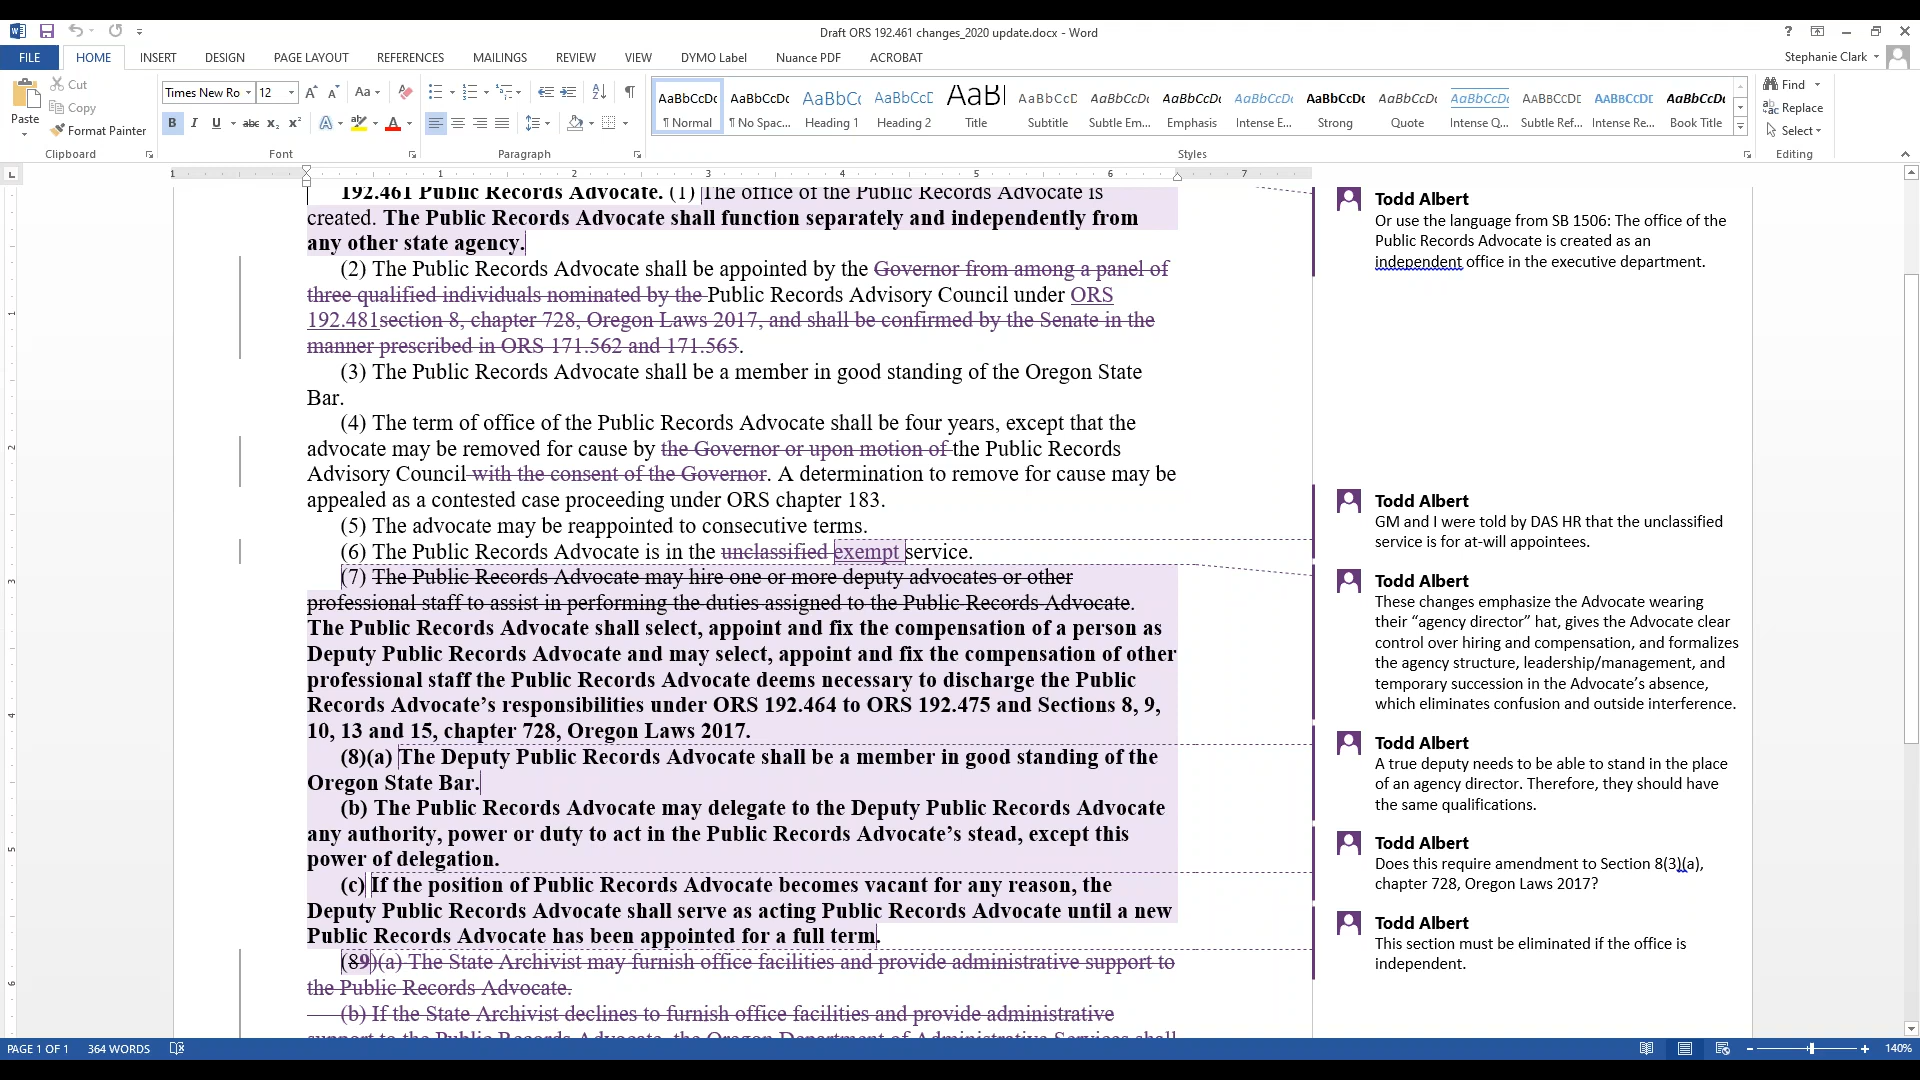 Draft ORS 192.461 changes_2020 update.docx - Word
FILE HOME INSERT DESIGN PAGE LAYOUT REFERENCES MAILINGS REVIEW VIEW DYMO Label Nuance PDF ACROBAT Stephanie Clark
Paste
Cut
Copy
Format Painter
Clipboard
Times New Ro 12
Font
Paragraph
AaBbCcDc AaBbCcDc AaBbCc AaBbCcE AaB AaBbCcC AaBbCcDc AaBbCcDc AaBbCcDc AaBbCcDc AaBbCcDc AaBbCcDc AABBCCDE AABBCCDE AaBbCcDc
¶ Normal ¶ No Spac... Heading 1 Heading 2 Title Subtitle Subtle Em... Emphasis Intense E... Strong Quote Intense Q... Subtle Ref... Intense Re... Book Title
Styles
Find
Replace
Select
Editing
1 1 2 3 4 5 6 7
192.461 Public Records Advocate. (1) The office of the Public Records Advocate is
created. The Public Records Advocate shall function separately and independently from
any other state agency.
(2) The Public Records Advocate shall be appointed by the Governor from among a panel of
three qualified individuals nominated by the Public Records Advisory Council under ORS
192.481section 8, chapter 728, Oregon Laws 2017, and shall be confirmed by the Senate in the
manner prescribed in ORS 171.562 and 171.565.
(3) The Public Records Advocate shall be a member in good standing of the Oregon State
Bar.
(4) The term of office of the Public Records Advocate shall be four years, except that the
advocate may be removed for cause by the Governor or upon motion of the Public Records
Advisory Council with the consent of the Governor. A determination to remove for cause may be
appealed as a contested case proceeding under ORS chapter 183.
(5) The advocate may be reappointed to consecutive terms.
(6) The Public Records Advocate is in the unclassified exempt service.
(7) The Public Records Advocate may hire one or more deputy advocates or other
professional staff to assist in performing the duties assigned to the Public Records Advocate.
The Public Records Advocate shall select, appoint and fix the compensation of a person as
Deputy Public Records Advocate and may select, appoint and fix the compensation of other
professional staff the Public Records Advocate deems necessary to discharge the Public
Records Advocate’s responsibilities under ORS 192.464 to ORS 192.475 and Sections 8, 9,
10, 13 and 15, chapter 728, Oregon Laws 2017.
(8)(a) The Deputy Public Records Advocate shall be a member in good standing of the
Oregon State Bar.
(b) The Public Records Advocate may delegate to the Deputy Public Records Advocate
any authority, power or duty to act in the Public Records Advocate’s stead, except this
power of delegation.
(c) If the position of Public Records Advocate becomes vacant for any reason, the
Deputy Public Records Advocate shall serve as acting Public Records Advocate until a new
Public Records Advocate has been appointed for a full term.
(89)(a) The State Archivist may furnish office facilities and provide administrative support to
the Public Records Advocate.
(b) If the State Archivist declines to furnish office facilities and provide administrative
support to the Public Records Advocate, the Oregon Department of Administrative Services shall
Todd Albert
Or use the language from SB 1506: The office of the
Public Records Advocate is created as an
independent office in the executive department.
Todd Albert
GM and I were told by DAS HR that the unclassified
service is for at-will appointees.
Todd Albert
These changes emphasize the Advocate wearing
their “agency director” hat, gives the Advocate clear
control over hiring and compensation, and formalizes
the agency structure, leadership/management, and
temporary succession in the Advocate’s absence,
which eliminates confusion and outside interference.
Todd Albert
A true deputy needs to be able to stand in the place
of an agency director. Therefore, they should have
the same qualifications.
Todd Albert
Does this require amendment to Section 8(3)(a),
chapter 728, Oregon Laws 2017?
Todd Albert
This section must be eliminated if the office is
independent.
PAGE 1 OF 1 364 WORDS 140%